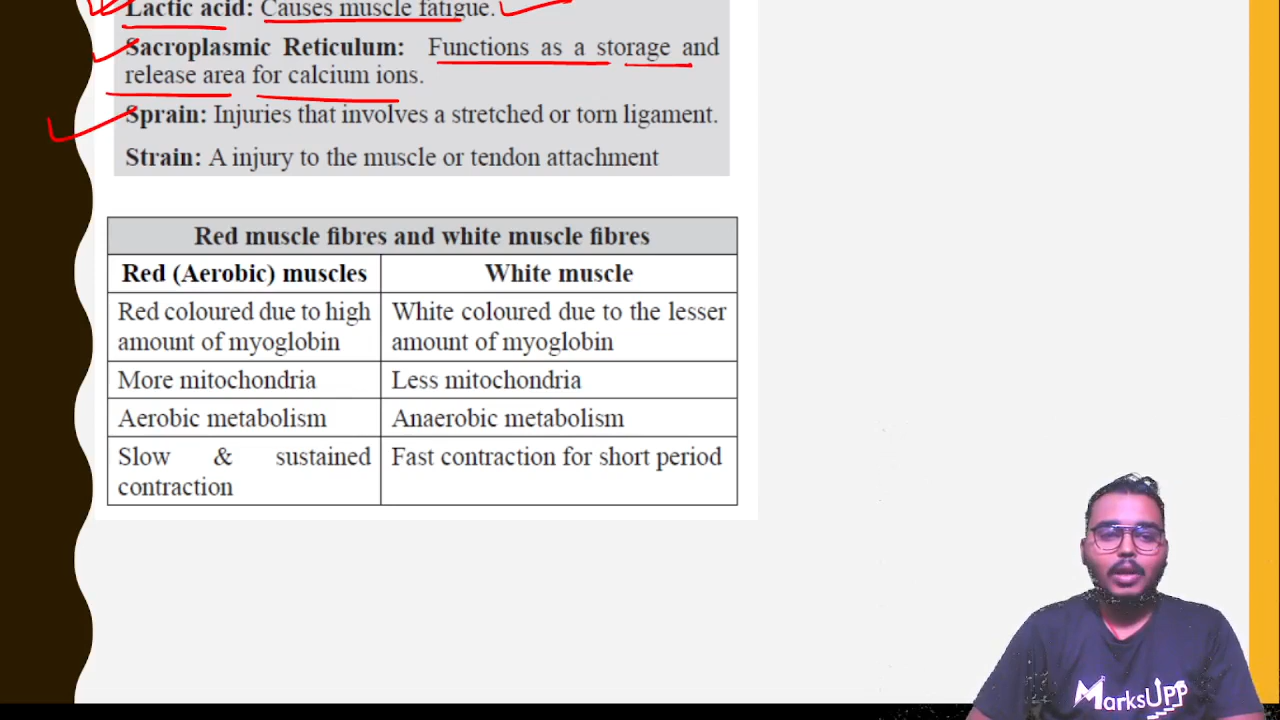 Lactic acid: Causes muscle fatigue.
Sacroplasmic Reticulum: Functions as a storage and
release area for calcium ions.
Sprain: Injuries that involves a stretched or torn ligament.
Strain: A injury to the muscle or tendon attachment
Red muscle fibres and white muscle fibres
Red (Aerobic) muscles White muscle
Red coloured due to high White coloured due to the lesser
amount of myoglobin amount of myoglobin
More mitochondria Less mitochondria
Aerobic metabolism Anaerobic metabolism
Slow & sustained Fast contraction for short period
contraction
MarksUpp